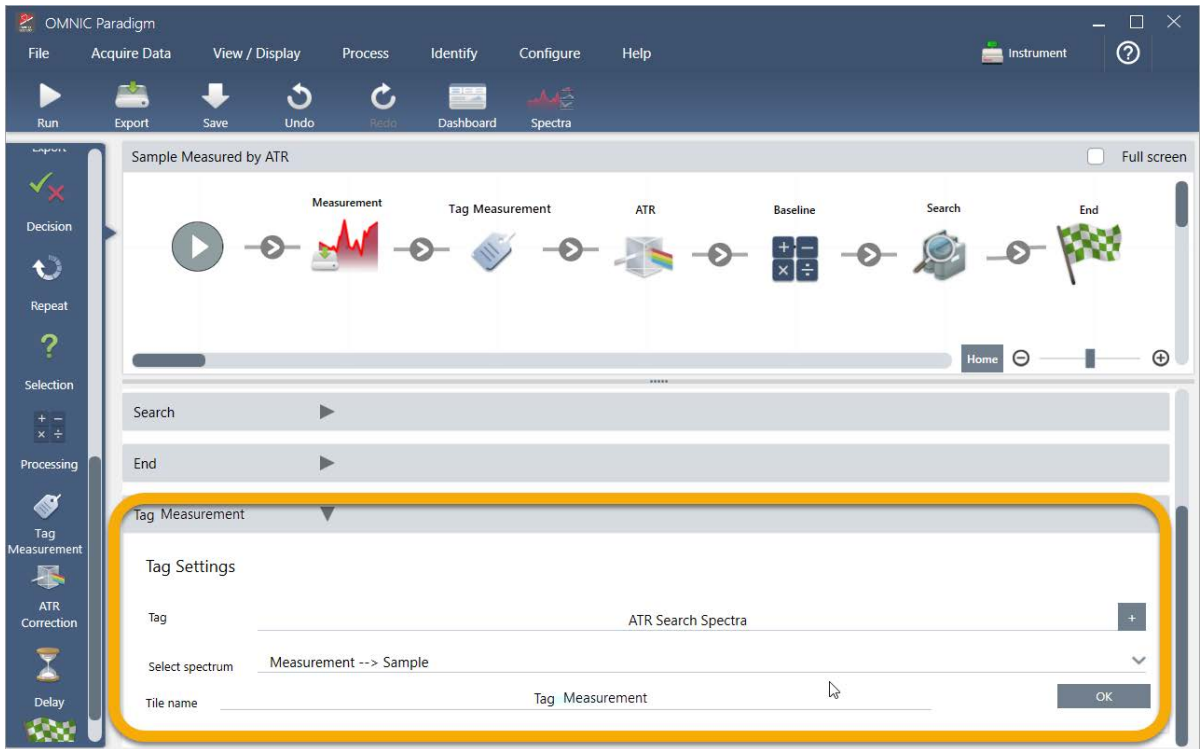 OMNIC Paradigm
File Acquire Data View / Display Process Identify Configure Help Instrument
Run Export Save Undo Redo Dashboard Spectra
Export
Decision
Repeat
Selection
Processing
Tag
Measurement
ATR
Correction
Delay
Sample Measured by ATR Full screen
Measurement Tag Measurement ATR Baseline Search End
Home
Search
End
Tag Measurement
Tag Settings
Tag ATR Search Spectra +
Select spectrum Measurement --> Sample
Tile name Tag Measurement OK